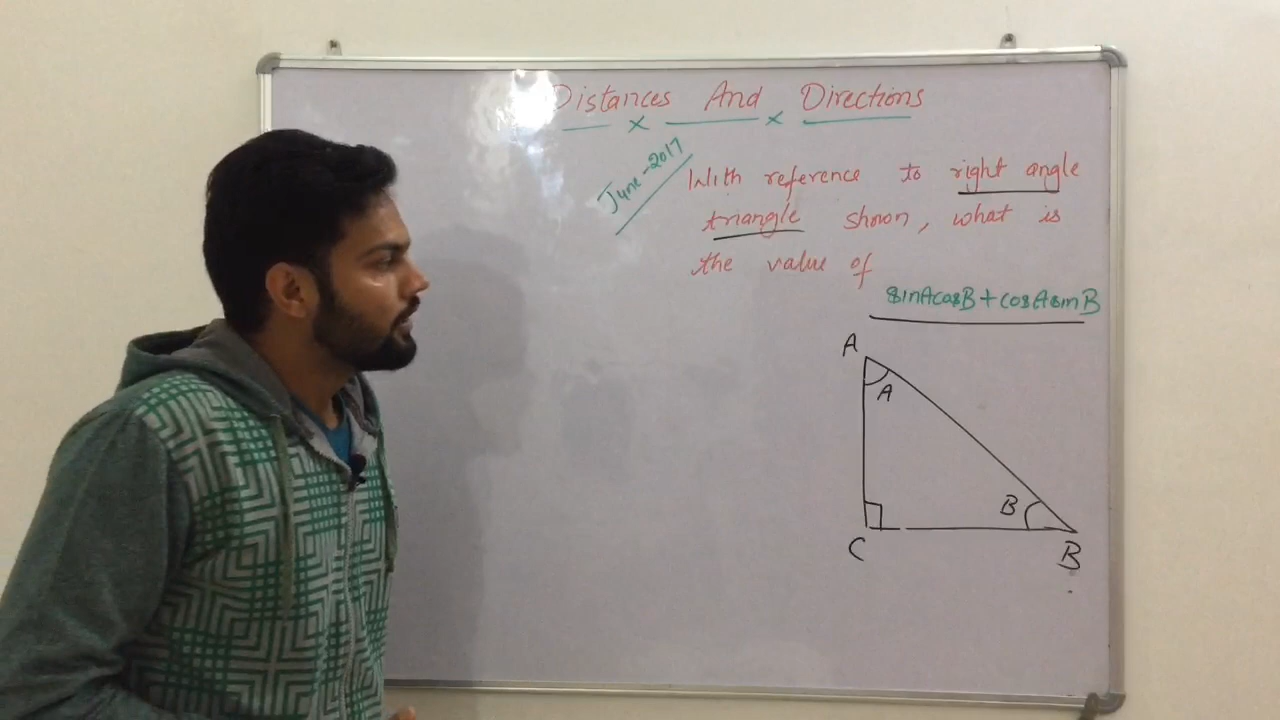 Distances And Directions
x x
June-2017
With reference to right angle
triangle shown, what is
the value of
sinAcosB+cosAsinB
A
A
B
C
B